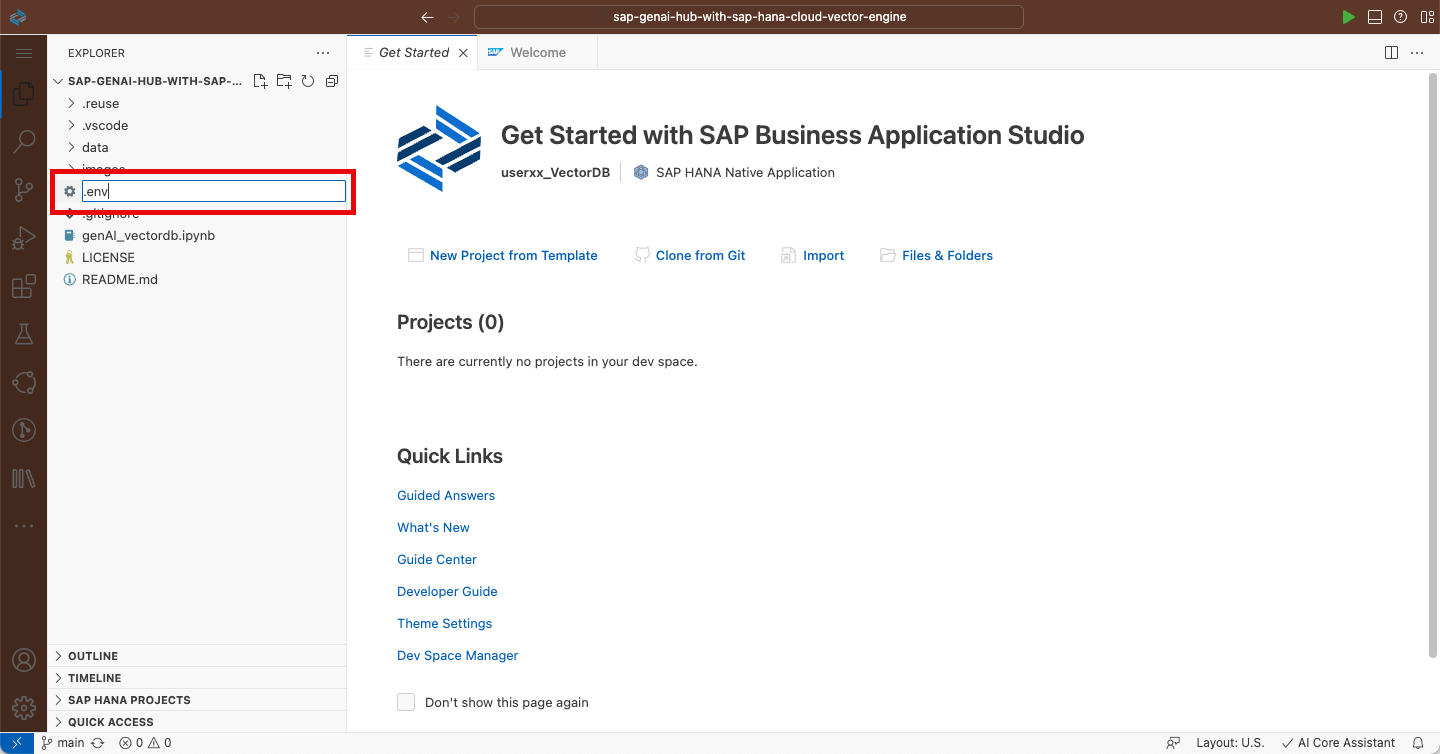 sap-genai-hub-with-sap-hana-cloud-vector-engine
EXPLORER
Get Started
SAP Welcome
SAP-GENAI-HUB-WITH-SAP-...
.reuse
.vscode
data
images
.env
.gitignore
genAI_vectordb.ipynb
LICENSE
README.md
Get Started with SAP Business Application Studio
userxx_VectorDB
SAP HANA Native Application
New Project from Template
Clone from Git
Import
Files & Folders
Projects (0)
There are currently no projects in your dev space.
Quick Links
Guided Answers
What's New
Guide Center
Developer Guide
Theme Settings
Dev Space Manager
Don't show this page again
OUTLINE
TIMELINE
SAP HANA PROJECTS
QUICK ACCESS
main
0
0
Layout: U.S.
AI Core Assistant